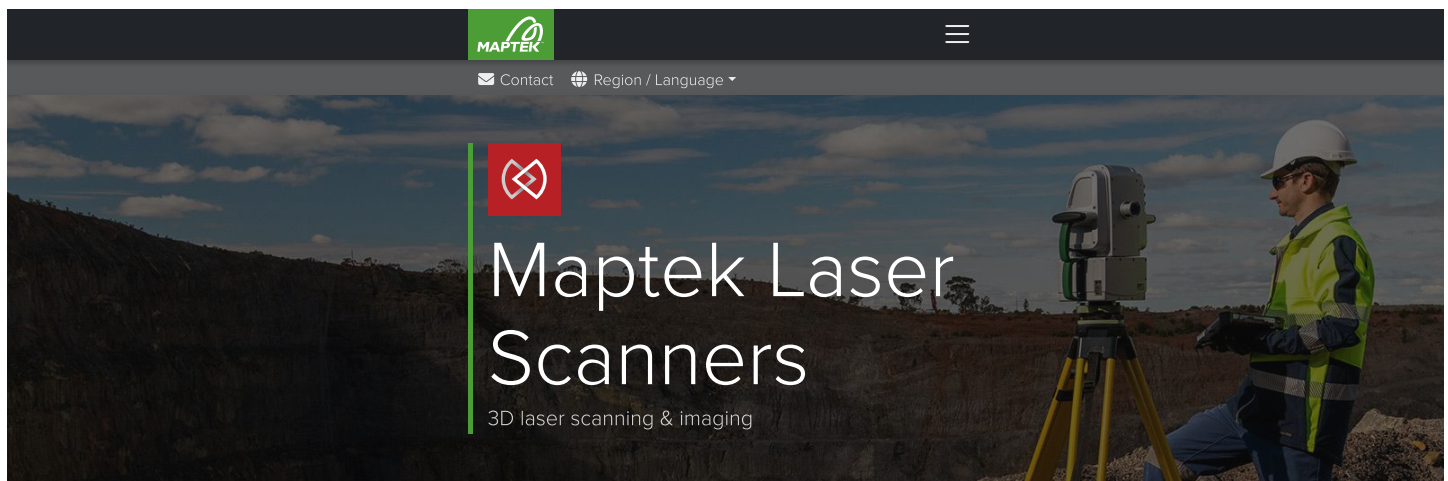 MAPTEK
Contact Region / Language
Maptek Laser
Scanners
3D laser scanning & imaging